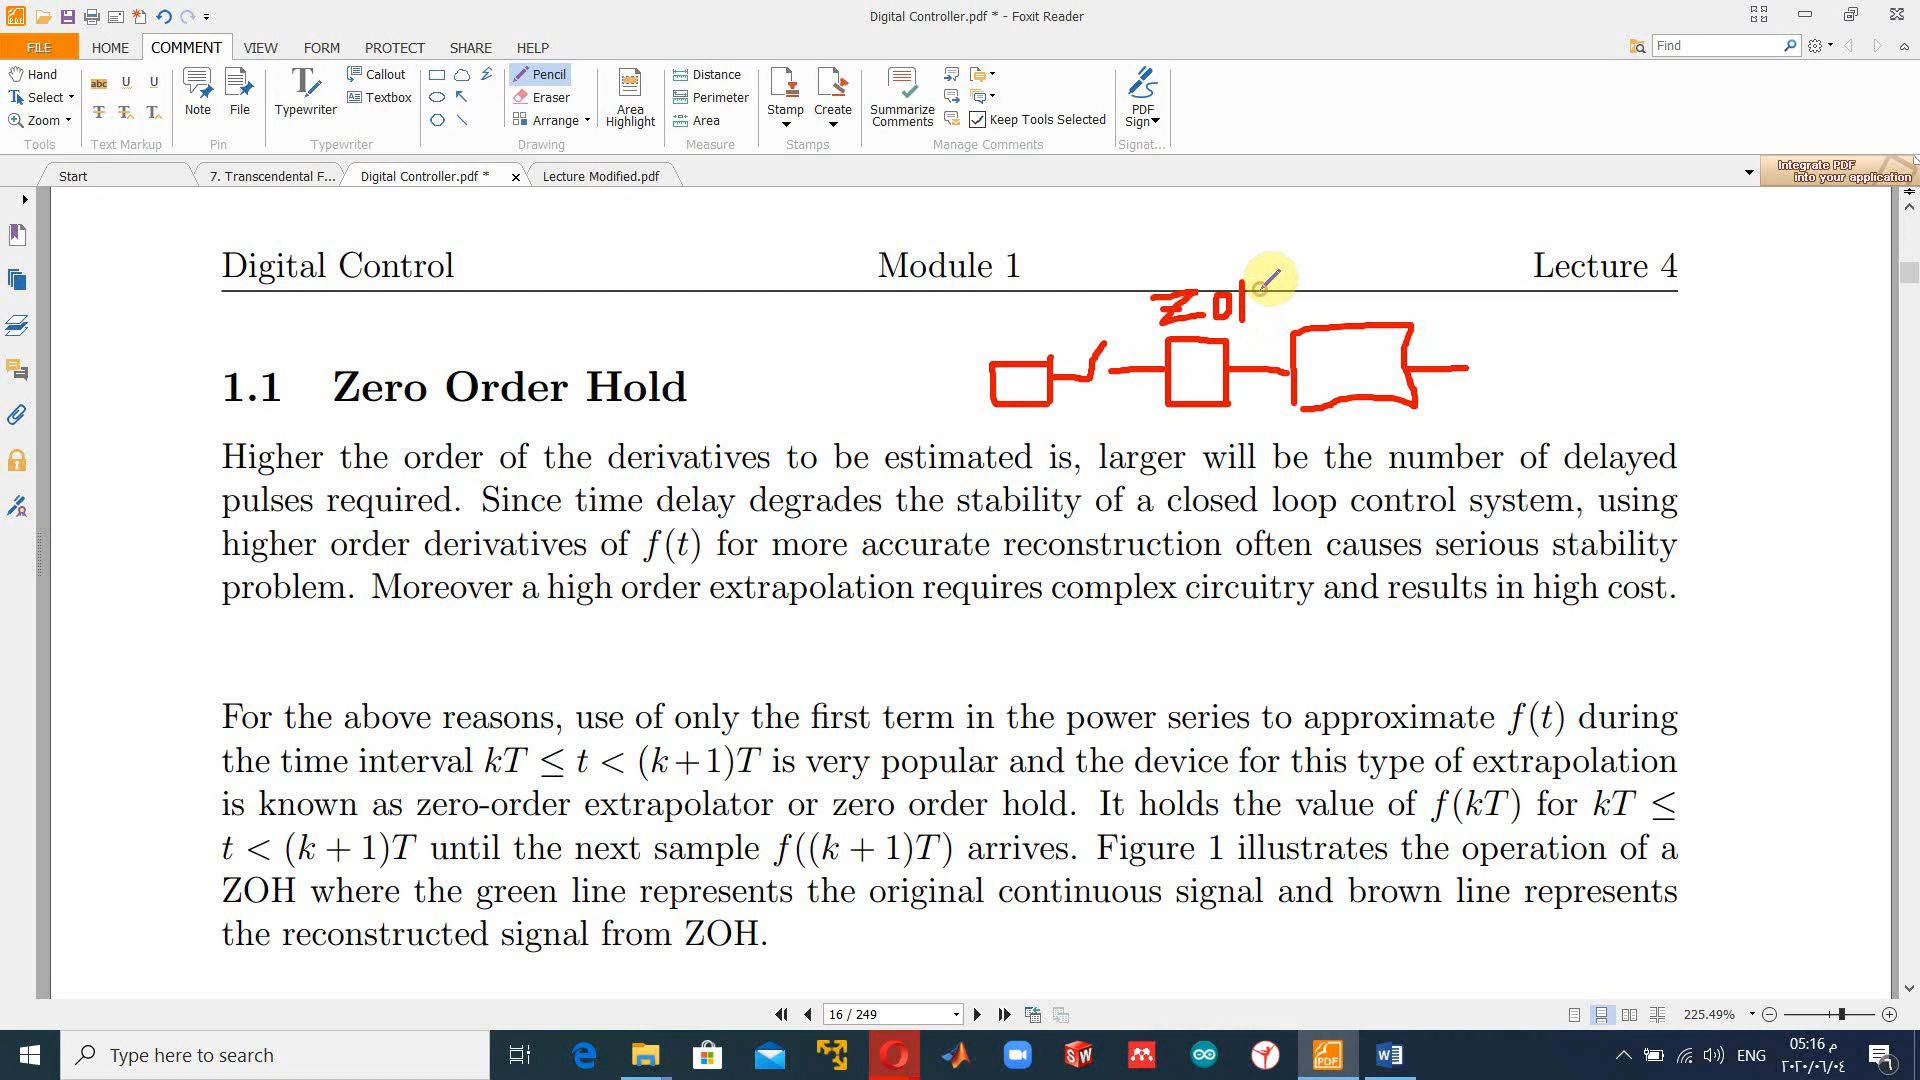 Digital Controller.pdf * - Foxit Reader
FILE HOME COMMENT VIEW FORM PROTECT SHARE HELP Find
Hand
Select
Zoom
Tools
abc U U
T T T
Text Markup
Note File
Pin
Typewriter
Callout
Textbox
Typewriter
Pencil
Eraser
Arrange
Drawing
Area Highlight
Distance
Perimeter
Area
Measure
Stamp Create
Stamps
Summarize Comments
Keep Tools Selected
Manage Comments
PDF Sign
Signat...
Start 7. Transcendental F... Digital Controller.pdf * Lecture Modified.pdf
Integrate PDF
into your application
Digital Control Module 1 Lecture 4
1.1 Zero Order Hold
Higher the order of the derivatives to be estimated is, larger will be the number of delayed
pulses required. Since time delay degrades the stability of a closed loop control system, using
higher order derivatives of f(t) for more accurate reconstruction often causes serious stability
problem. Moreover a high order extrapolation requires complex circuitry and results in high cost.
For the above reasons, use of only the first term in the power series to approximate f(t) during
the time interval kT ≤ t < (k+1)T is very popular and the device for this type of extrapolation
is known as zero-order extrapolator or zero order hold. It holds the value of f(kT) for kT ≤
t < (k + 1)T until the next sample f((k + 1)T) arrives. Figure 1 illustrates the operation of a
ZOH where the green line represents the original continuous signal and brown line represents
the reconstructed signal from ZOH.
16 / 249 225.49%
Type here to search ENG
م 05:16
٢٠٢٠/٠٦/٠٤